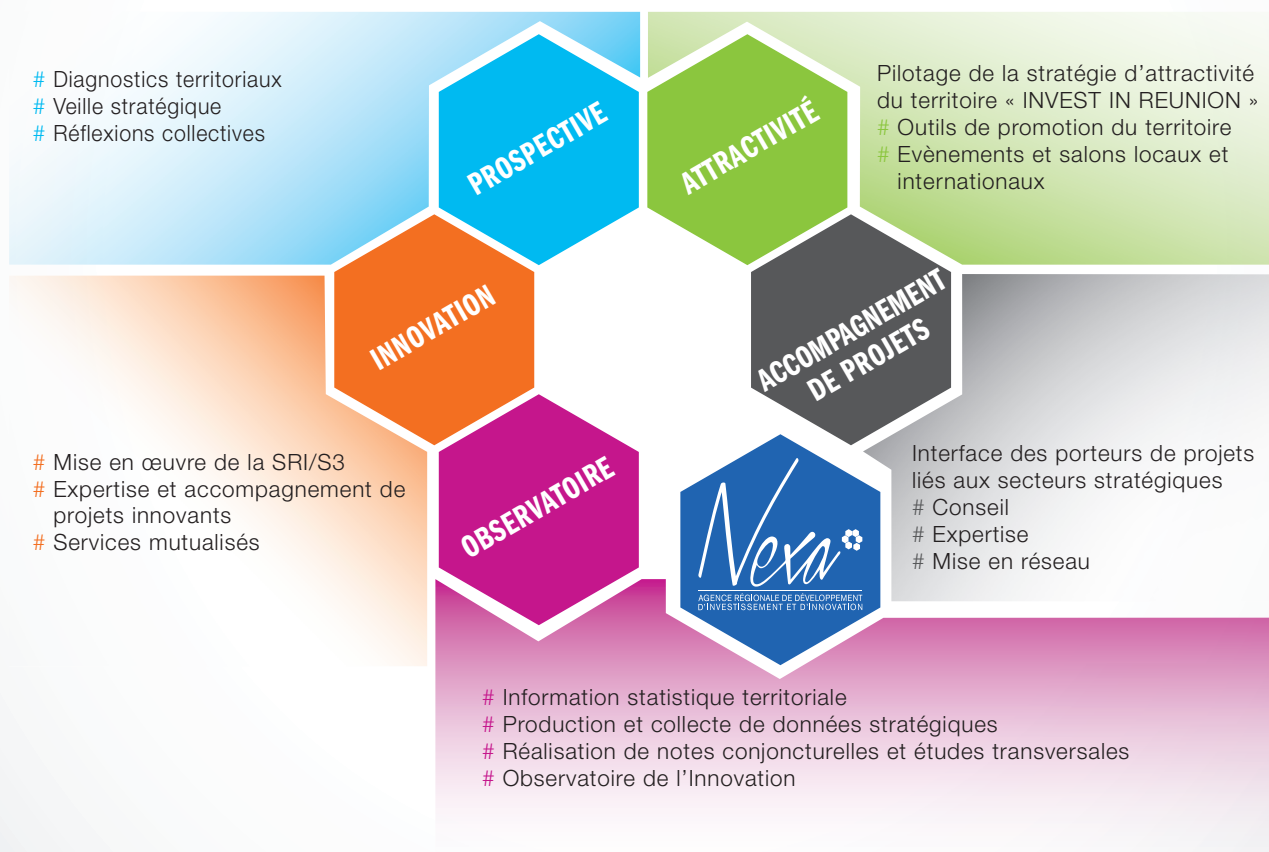 # Diagnostics territoriaux
# Veille stratégique
# Réflexions collectives
PROSPECTIVE
ATTRACTIVITÉ
Pilotage de la stratégie d’attractivité
du territoire « INVEST IN REUNION »
# Outils de promotion du territoire
# Evènements et salons locaux et
internationaux
INNOVATION
ACCOMPAGNEMENT
DE PROJETS
# Mise en œuvre de la SRI/S3
# Expertise et accompagnement de
projets innovants
# Services mutualisés
OBSERVATOIRE
Nexa
AGENCE RÉGIONALE DE DÉVELOPPEMENT
D'INVESTISSEMENT ET D'INNOVATION
Interface des porteurs de projets
liés aux secteurs stratégiques
# Conseil
# Expertise
# Mise en réseau
# Information statistique territoriale
# Production et collecte de données stratégiques
# Réalisation de notes conjoncturelles et études transversales
# Observatoire de l’Innovation